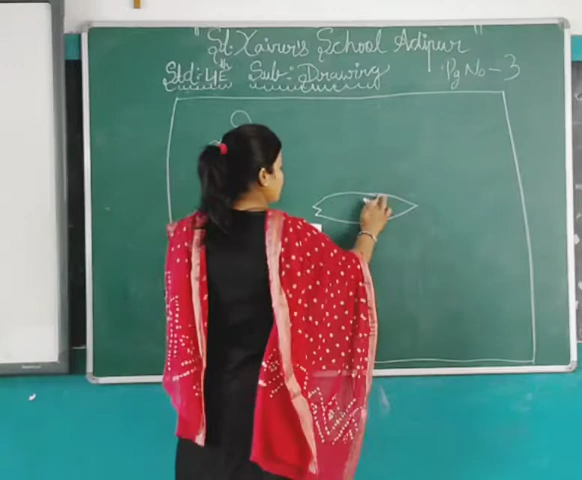 "St. Xavier's School Adipur"
Std: 4th E Sub: Drawing Pg No - 3